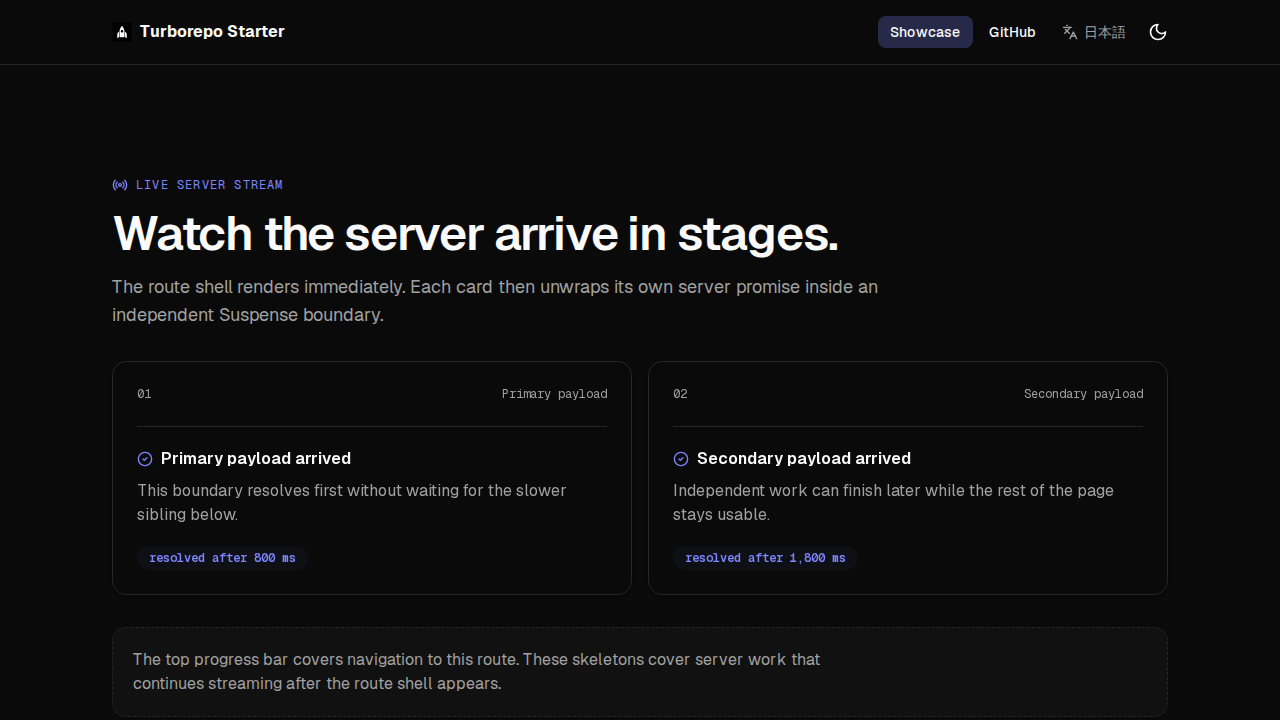 Turborepo Starter
Showcase
GitHub
日本語
LIVE SERVER STREAM
Watch the server arrive in stages.
The route shell renders immediately. Each card then unwraps its own server promise inside an
independent Suspense boundary.
01
Primary payload
Primary payload arrived
This boundary resolves first without waiting for the slower
sibling below.
resolved after 800 ms
02
Secondary payload
Secondary payload arrived
Independent work can finish later while the rest of the page
stays usable.
resolved after 1,800 ms
The top progress bar covers navigation to this route. These skeletons cover server work that
continues streaming after the route shell appears.